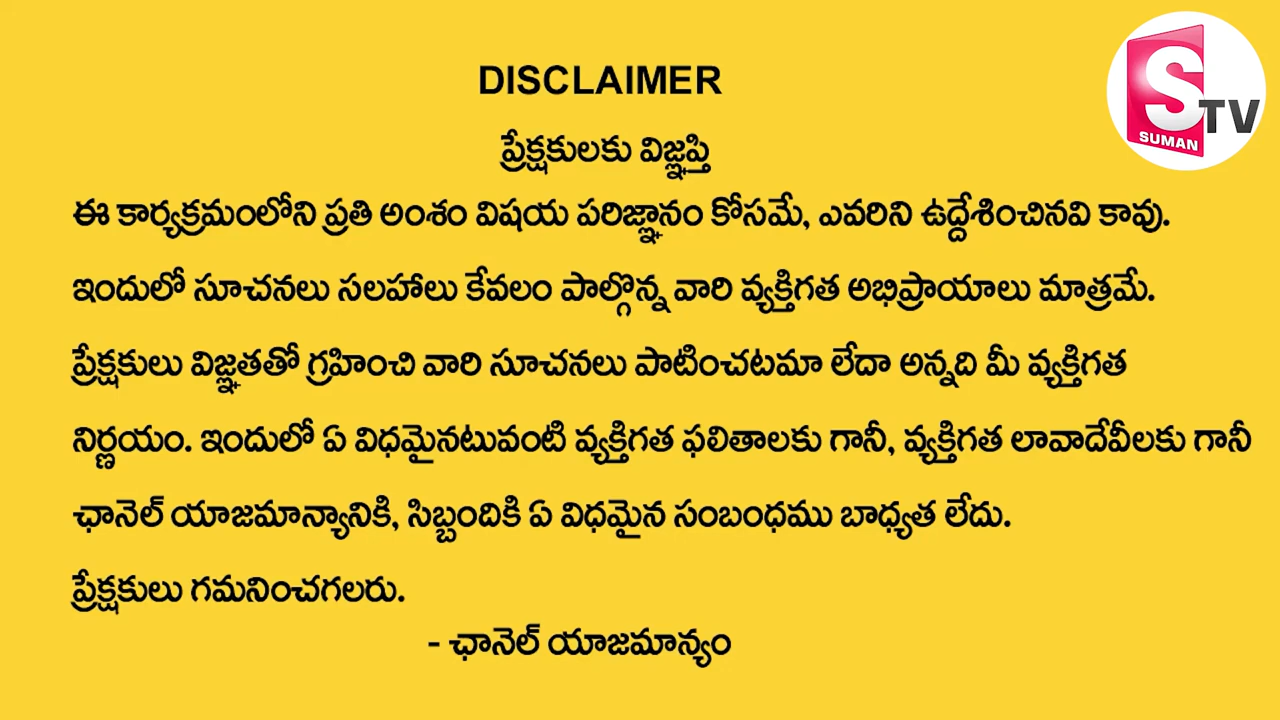 DISCLAIMER
ప్రేక్షకులకు విజ్ఞప్తి
ఈ కార్యక్రమంలోని ప్రతి అంశం విషయ పరిజ్ఞానం కోసమే, ఎవరిని ఉద్దేశించినవి కావు.
ఇందులో సూచనలు సలహాలు కేవలం పాల్గొన్న వారి వ్యక్తిగత అభిప్రాయాలు మాత్రమే.
ప్రేక్షకులు విజ్ఞతతో గ్రహించి వారి సూచనలు పాటించటమా లేదా అన్నది మీ వ్యక్తిగత
నిర్ణయం. ఇందులో ఏ విధమైనటువంటి వ్యక్తిగత ఫలితాలకు గానీ, వ్యక్తిగత లావాదేవీలకు గానీ
ఛానెల్ యాజమాన్యానికి, సిబ్బందికి ఏ విధమైన సంబంధము బాధ్యత లేదు.
ప్రేక్షకులు గమనించగలరు.
- ఛానెల్ యాజమాన్యం
S TV
SUMAN